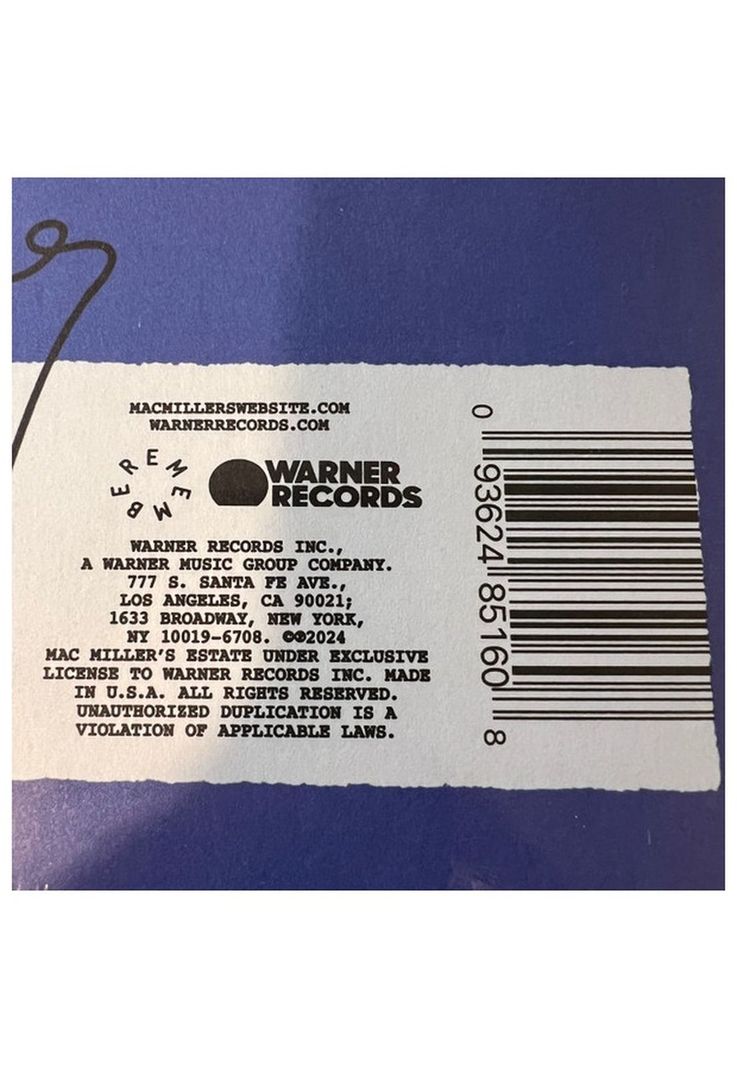 MACMILLERSWEBSITE.COM
WARNERRECORDS.COM
REMEMBER
WARNER
RECORDS
WARNER RECORDS INC.,
A WARNER MUSIC GROUP COMPANY.
777 S. SANTA FE AVE.,
LOS ANGELES, CA 90021;
1633 BROADWAY, NEW YORK,
NY 10019-6708. ©℗2024
MAC MILLER'S ESTATE UNDER EXCLUSIVE
LICENSE TO WARNER RECORDS INC. MADE
IN U.S.A. ALL RIGHTS RESERVED.
UNAUTHORIZED DUPLICATION IS A
VIOLATION OF APPLICABLE LAWS.
0 93624 85160 8